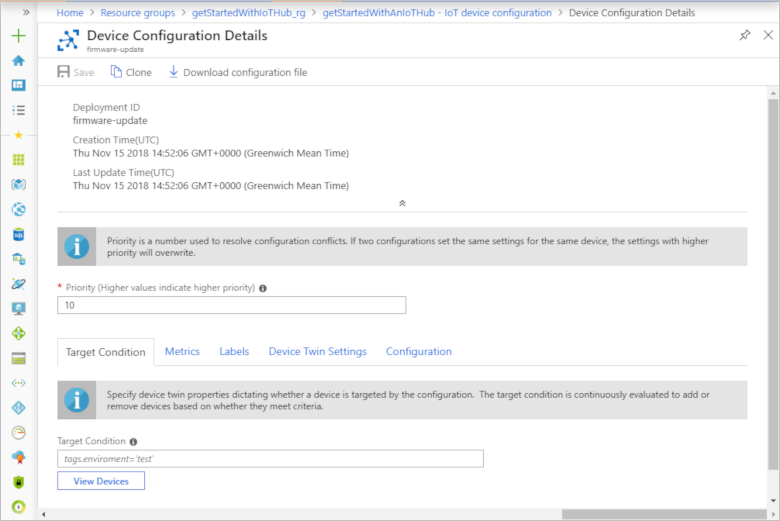 Home > Resource groups > getStartedWithIoTHub_rg > getStartedWithAnIoTHub - IoT device configuration > Device Configuration Details
Device Configuration Details
firmware-update
Save Clone Download configuration file
Deployment ID
firmware-update
Creation Time(UTC)
Thu Nov 15 2018 14:52:06 GMT+0000 (Greenwich Mean Time)
Last Update Time(UTC)
Thu Nov 15 2018 14:52:06 GMT+0000 (Greenwich Mean Time)
Priority is a number used to resolve configuration conflicts. If two configurations set the same settings for the same device, the settings with higher
priority will overwrite.
* Priority (Higher values indicate higher priority)
10
Target Condition Metrics Labels Device Twin Settings Configuration
Specify device twin properties dictating whether a device is targeted by the configuration. The target condition is continuously evaluated to add or
remove devices based on whether they meet criteria.
Target Condition
tags.enviroment='test'
View Devices